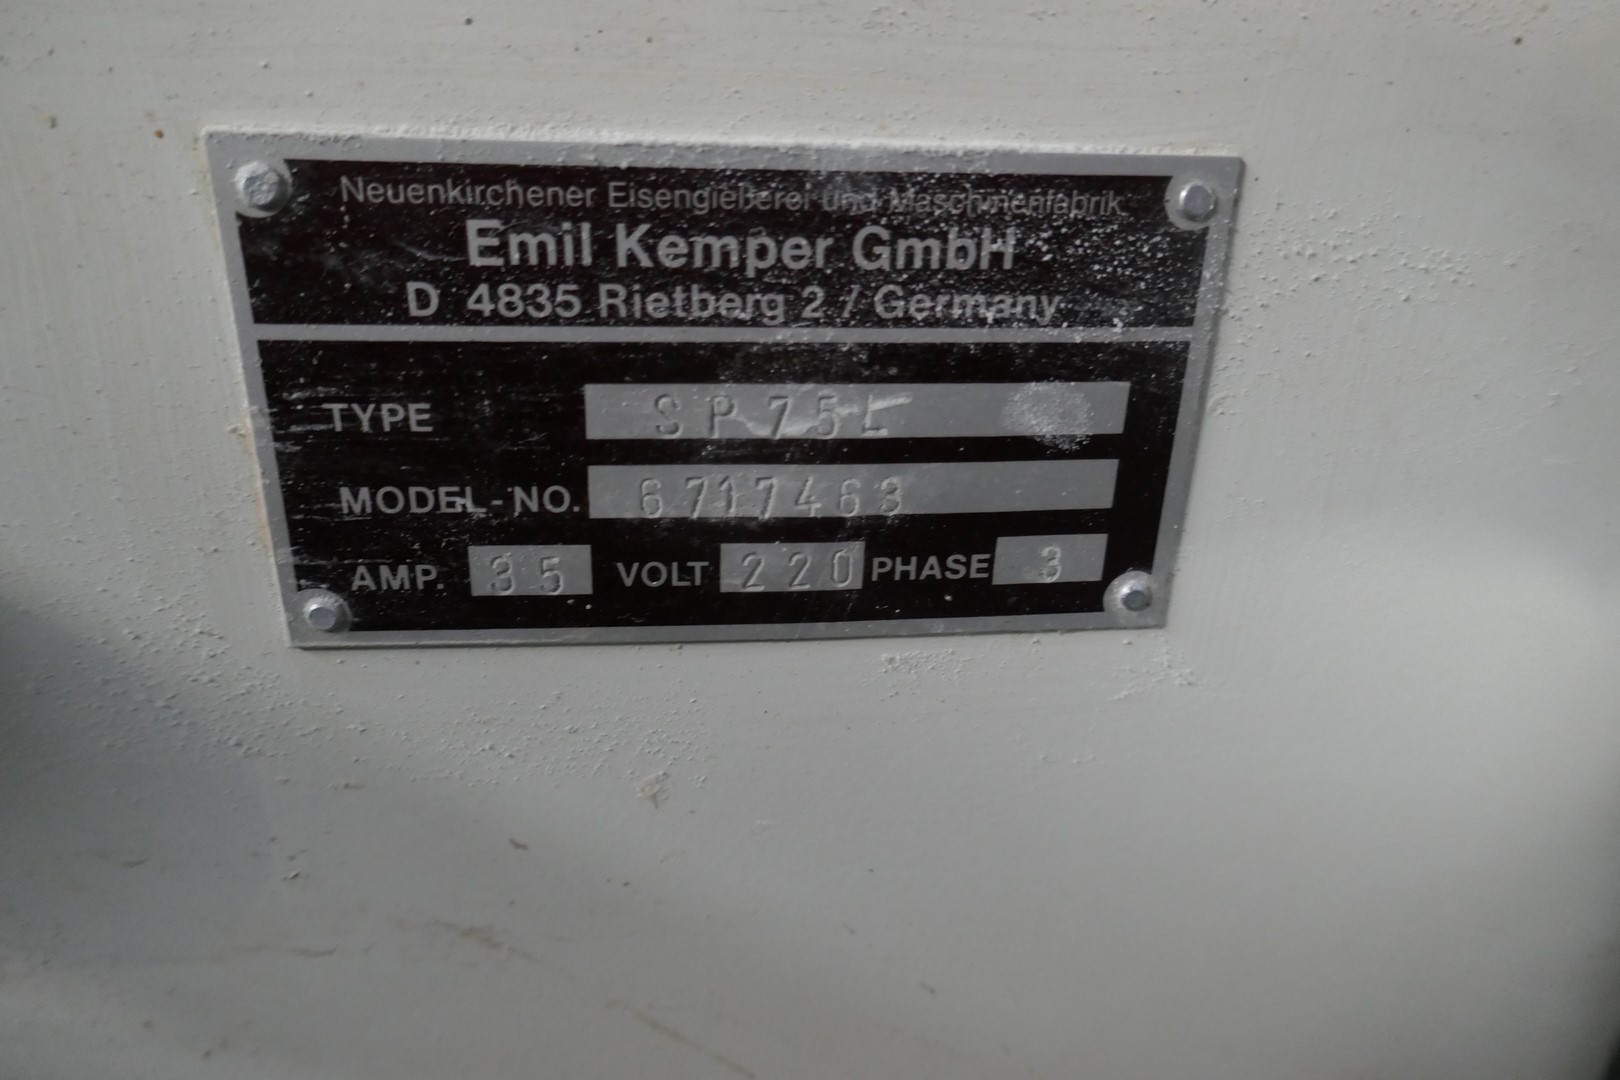 Neuenkirchener Eisengießerei und Maschinenfabrik
Emil Kemper GmbH
D 4835 Rietberg 2 / Germany
TYPE SP75L
MODEL-NO. 6717463
AMP. 35 VOLT 220 PHASE 3